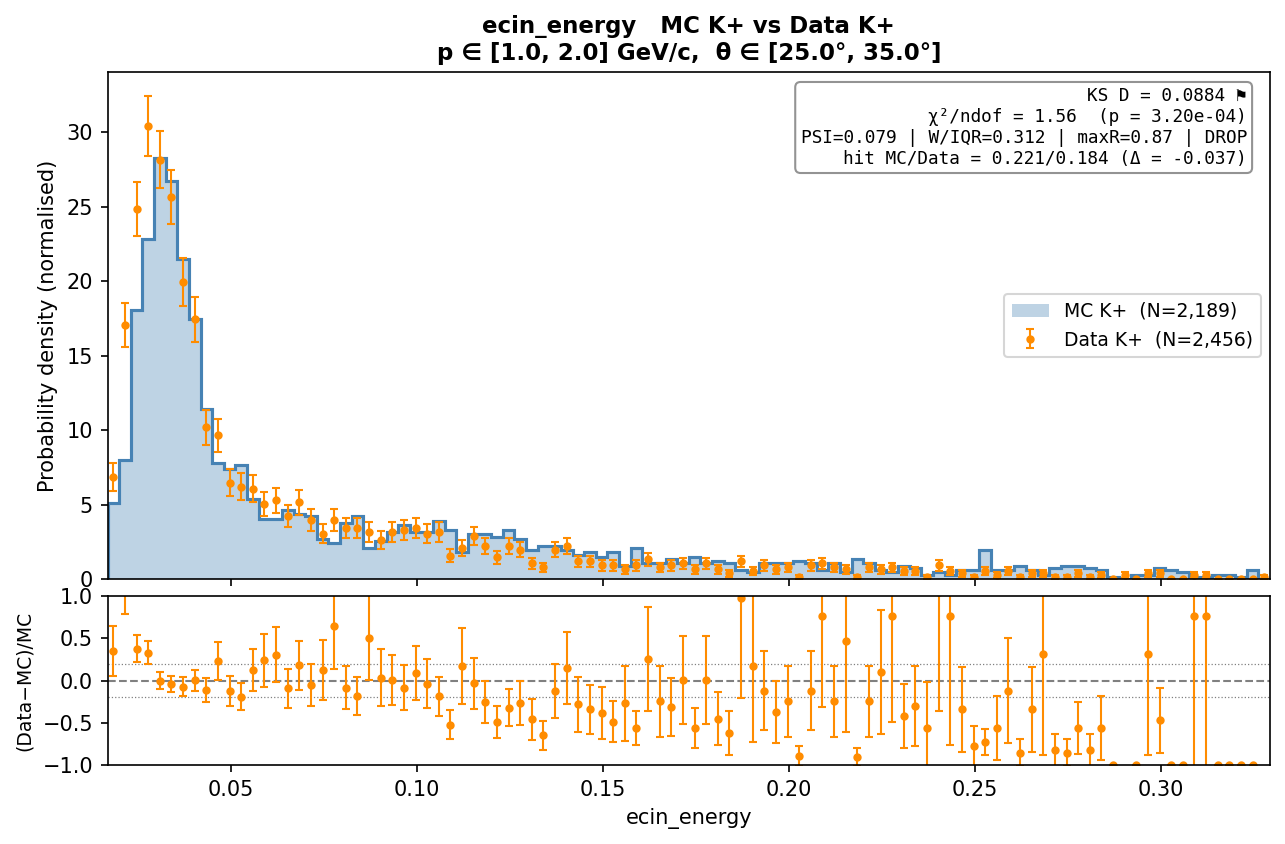 ecin_energy   MC K+ vs Data K+
p ∈ [1.0, 2.0] GeV/c,  θ ∈ [25.0°, 35.0°]
KS D = 0.0884 ⚑
χ²/ndof = 1.56  (p = 3.20e-04)
PSI=0.079 | W/IQR=0.312 | maxR=0.87 | DROP
hit MC/Data = 0.221/0.184 (Δ = -0.037)
MC K+  (N=2,189)
Data K+  (N=2,456)
Probability density (normalised)
30
25
20
15
10
5
0
(Data−MC)/MC
1.0
0.5
0.0
−0.5
−1.0
0.05 0.10 0.15 0.20 0.25 0.30
ecin_energy